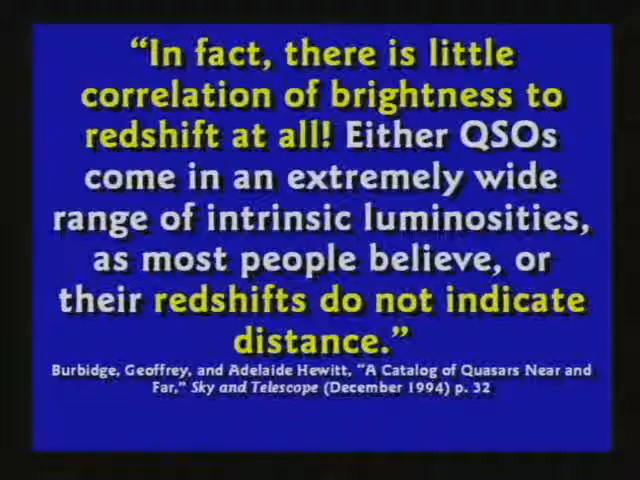 “In fact, there is little
correlation of brightness to
redshift at all! Either QSOs
come in an extremely wide
range of intrinsic luminosities,
as most people believe, or
their redshifts do not indicate
distance.”
Burbidge, Geoffrey, and Adelaide Hewitt, “A Catalog of Quasars Near and
Far,” Sky and Telescope (December 1994) p. 32